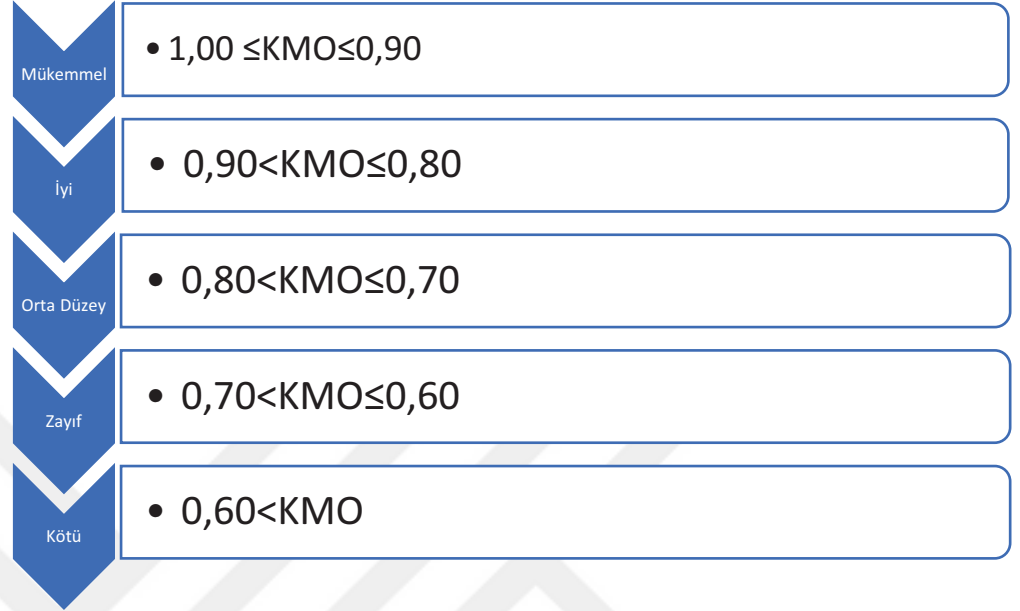 Mükemmel
• 1,00 ≤KMO≤0,90
İyi
• 0,90<KMO≤0,80
Orta Düzey
• 0,80<KMO≤0,70
Zayıf
• 0,70<KMO≤0,60
Kötü
• 0,60<KMO